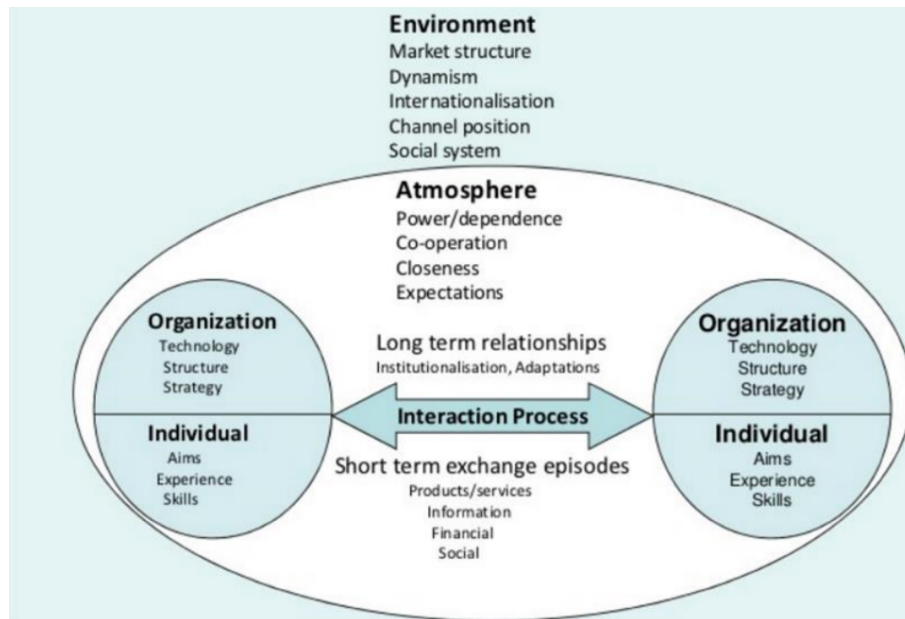 Environment
Market structure
Dynamism
Internationalisation
Channel position
Social system
Atmosphere
Power/dependence
Co-operation
Closeness
Expectations
Organization
Technology
Structure
Strategy
Individual
Aims
Experience
Skills
Long term relationships
Institutionalisation, Adaptations
Interaction Process
Short term exchange episodes
Products/services
Information
Financial
Social
Organization
Technology
Structure
Strategy
Individual
Aims
Experience
Skills